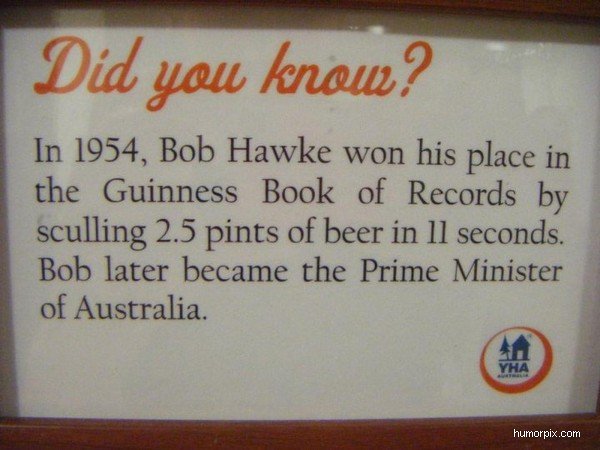 Did you know?
In 1954, Bob Hawke won his place in
the Guinness Book of Records by
sculling 2.5 pints of beer in 11 seconds.
Bob later became the Prime Minister
of Australia.
YHA
AUSTRALIA
humorpix.com